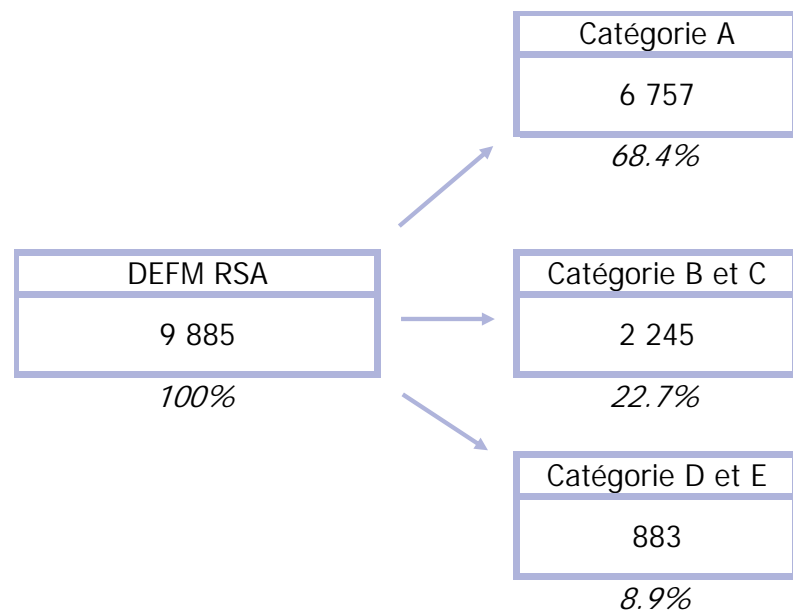 Catégorie A
6 757
68.4%
DEFM RSA
9 885
100%
Catégorie B et C
2 245
22.7%
Catégorie D et E
883
8.9%